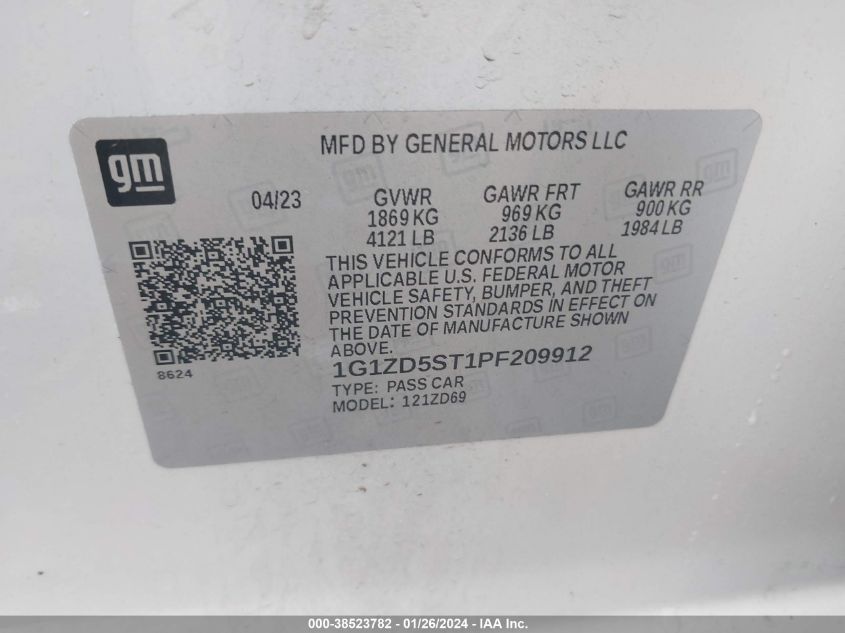 gm
MFD BY GENERAL MOTORS LLC
04/23
GVWR
1869 KG
4121 LB
GAWR FRT
969 KG
2136 LB
GAWR RR
900 KG
1984 LB
THIS VEHICLE CONFORMS TO ALL
APPLICABLE U.S. FEDERAL MOTOR
VEHICLE SAFETY, BUMPER, AND THEFT
PREVENTION STANDARDS IN EFFECT ON
THE DATE OF MANUFACTURE SHOWN
ABOVE.
8624
1G1ZD5ST1PF209912
TYPE: PASS CAR
MODEL: 121ZD69
000-38523782 - 01/26/2024 - IAA Inc.